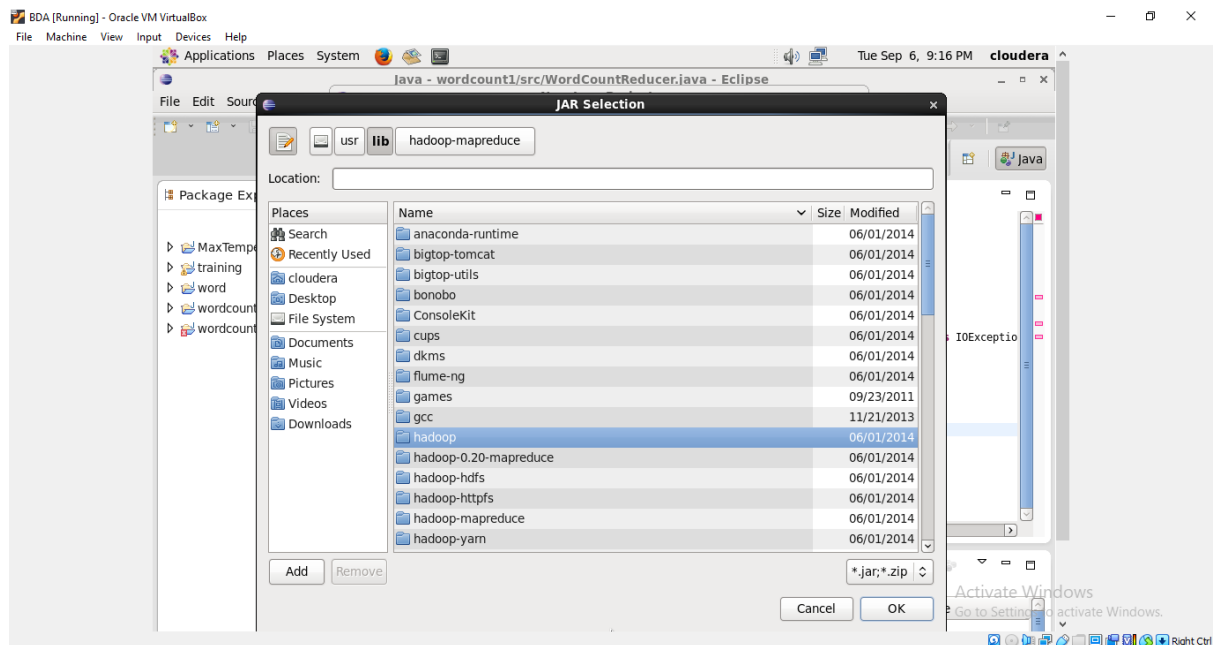 BDA [Running] - Oracle VM VirtualBox
File Machine View Input Devices Help
Applications Places System Tue Sep 6, 9:16 PM cloudera
Java - wordcount1/src/WordCountReducer.java - Eclipse
File Edit Sourc
JAR Selection
usr lib hadoop-mapreduce
Java
Location:
Package Exp
Places Name Size Modified
Search anaconda-runtime 06/01/2014
Recently Used bigtop-tomcat 06/01/2014
MaxTempe
cloudera bigtop-utils 06/01/2014
training
Desktop bonobo 06/01/2014
word
File System ConsoleKit 06/01/2014
wordcount
cups 06/01/2014
wordcount
Documents dkms 06/01/2014
IOExceptio
Music flume-ng 06/01/2014
Pictures games 09/23/2011
Videos gcc 11/21/2013
Downloads hadoop 06/01/2014
hadoop-0.20-mapreduce 06/01/2014
hadoop-hdfs 06/01/2014
hadoop-httpfs 06/01/2014
hadoop-mapreduce 06/01/2014
hadoop-yarn 06/01/2014
Add Remove *.jar;*.zip
Cancel OK
Activate Windows
Go to Setting o activate Windows.
Right Ctrl